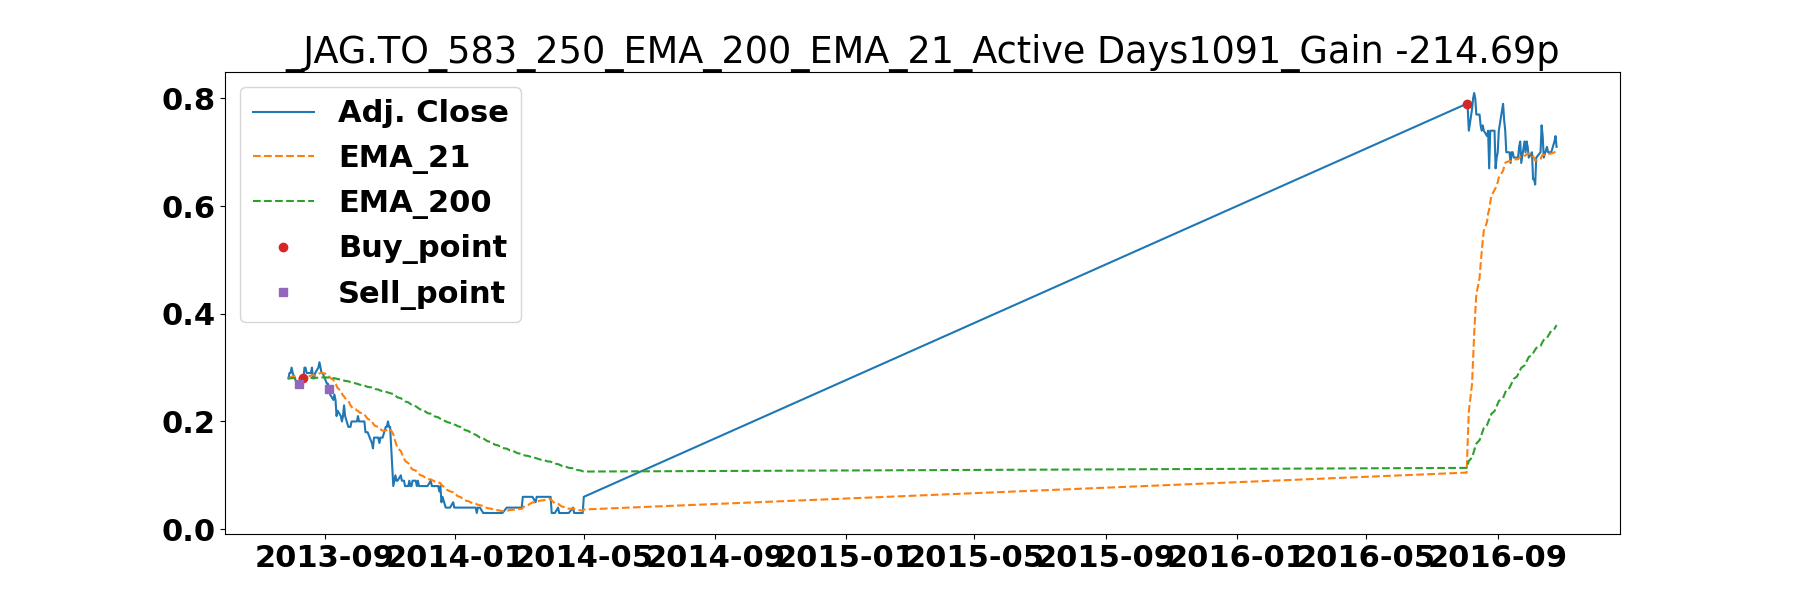 _JAG.TO_583_250_EMA_200_EMA_21_Active Days1091_Gain -214.69p
0.8
0.6
0.4
0.2
0.0
Adj. Close
EMA_21
EMA_200
Buy_point
Sell_point
2013-09 2014-01 2014-05 2014-09 2015-01 2015-05 2015-09 2016-01 2016-05 2016-09